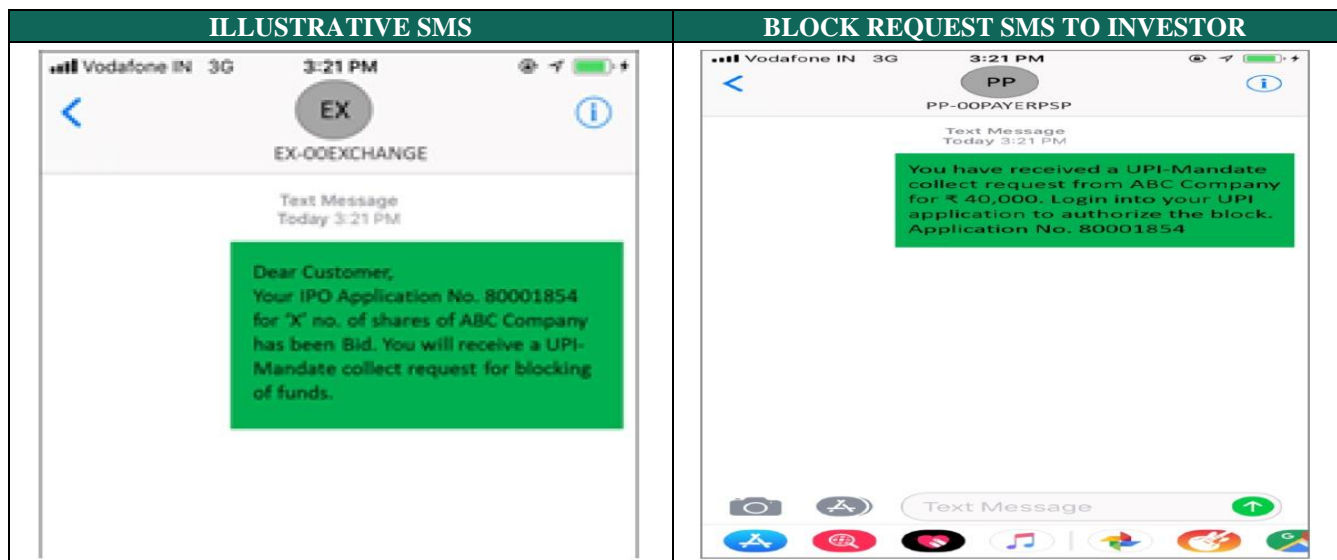 ILLUSTRATIVE SMS
BLOCK REQUEST SMS TO INVESTOR
Vodafone IN 3G 3:21 PM
EX
EX-00EXCHANGE
Text Message
Today 3:21 PM
Dear Customer,
Your IPO Application No. 80001854
for 'X' no. of shares of ABC Company
has been Bid. You will receive a UPI-
Mandate collect request for blocking
of funds.
Vodafone IN 3G 3:21 PM
PP
PP-00PAYERPSP
Text Message
Today 3:21 PM
You have received a UPI-Mandate
collect request from ABC Company
for ₹ 40,000. Login into your UPI
application to authorize the block.
Application No. 80001854
Text Message